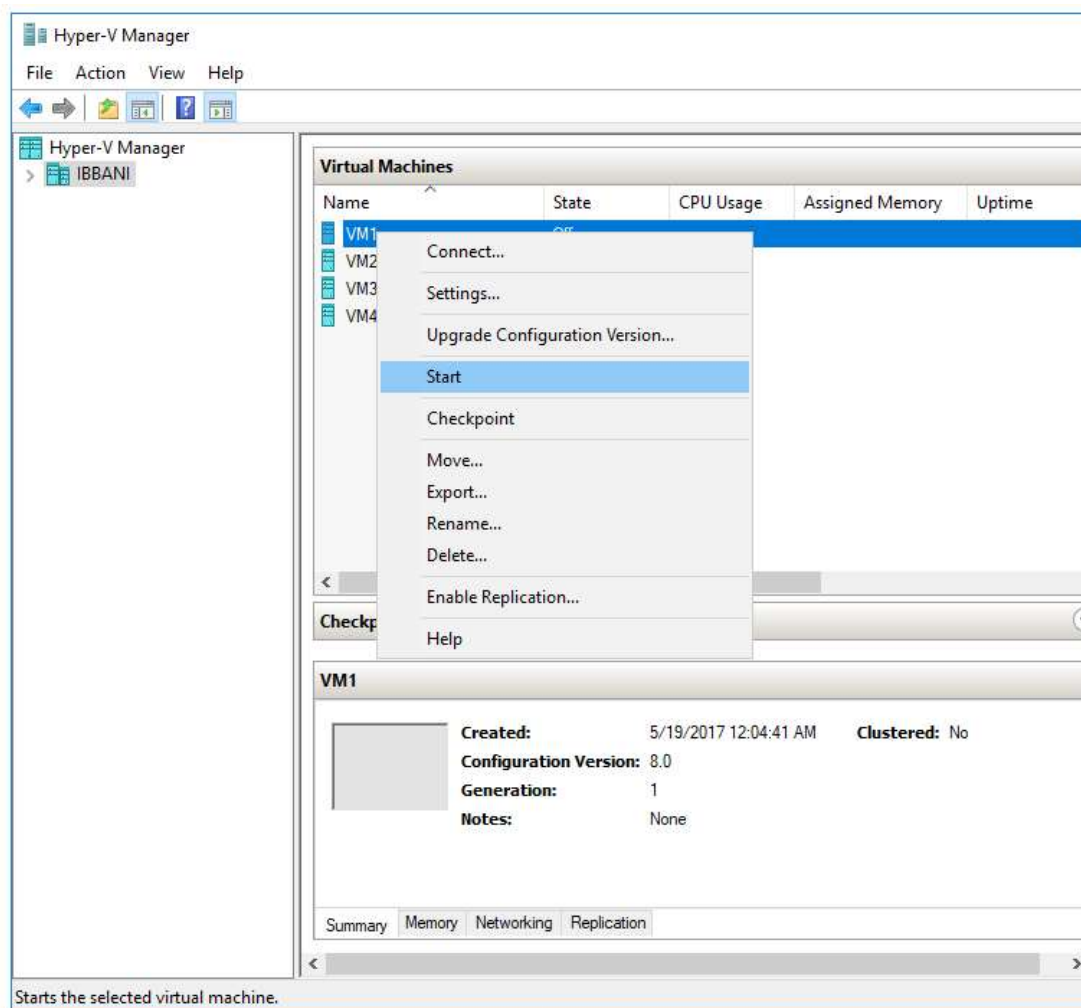 Hyper-V Manager
File Action View Help
Hyper-V Manager
IBBANI
Virtual Machines
Name State CPU Usage Assigned Memory Uptime
VM1
VM2
VM3
VM4
Connect...
Settings...
Upgrade Configuration Version...
Start
Checkpoint
Move...
Export...
Rename...
Delete...
Enable Replication...
Help
Checkp
VM1
Created: 5/19/2017 12:04:41 AM Clustered: No
Configuration Version: 8.0
Generation: 1
Notes: None
Summary Memory Networking Replication
Starts the selected virtual machine.